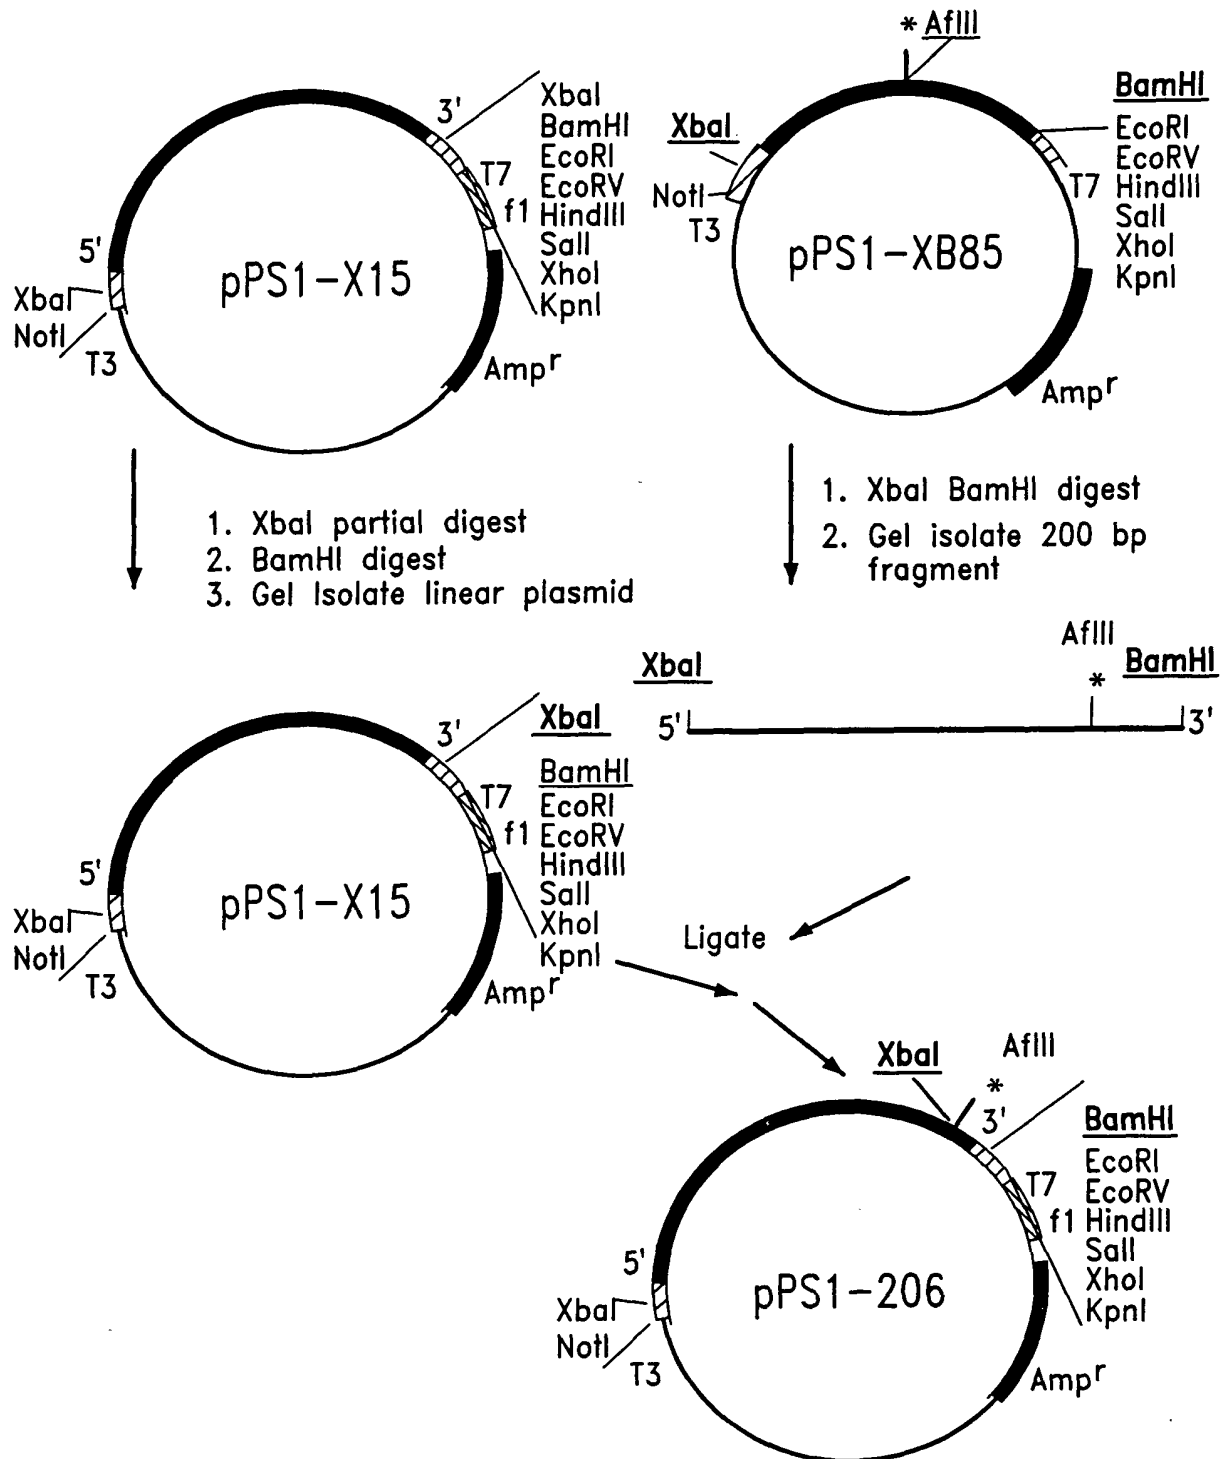 3'
XbaI
BamHI
EcoRI
EcoRV
HindIII
SalI
XhoI
KpnI
T7
f1
5'
XbaI
NotI
T3
pPS1-X15
Ampr
* AflII
XbaI
NotI
T3
BamHI
EcoRI
EcoRV
HindIII
SalI
XhoI
KpnI
T7
pPS1-XB85
Ampr
1. XbaI partial digest
2. BamHI digest
3. Gel Isolate linear plasmid
1. XbaI BamHI digest
2. Gel isolate 200 bp
fragment
XbaI
AflII
*
BamHI
5'
3'
3'
XbaI
BamHI
EcoRI
EcoRV
HindIII
SalI
XhoI
KpnI
T7
f1
5'
XbaI
NotI
T3
pPS1-X15
Ampr
Ligate
XbaI
AflII
*
3'
BamHI
EcoRI
EcoRV
HindIII
SalI
XhoI
KpnI
T7
f1
5'
XbaI
NotI
T3
pPS1-206
Ampr